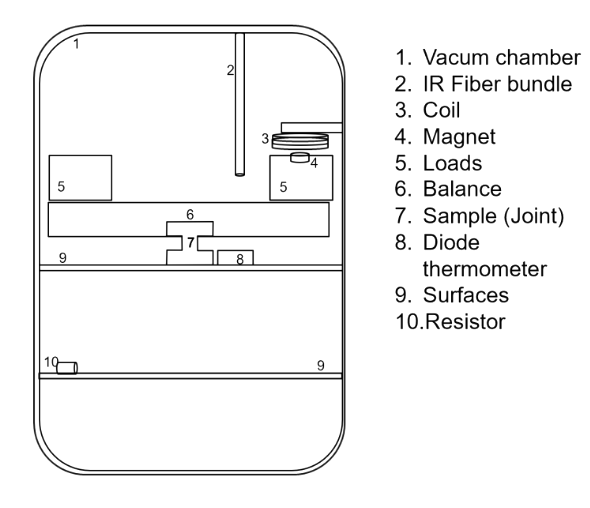 1
2
3
4
5
5
6
7
8
9
10
9
1. Vacum chamber
2. IR Fiber bundle
3. Coil
4. Magnet
5. Loads
6. Balance
7. Sample (Joint)
8. Diode
thermometer
9. Surfaces
10.Resistor